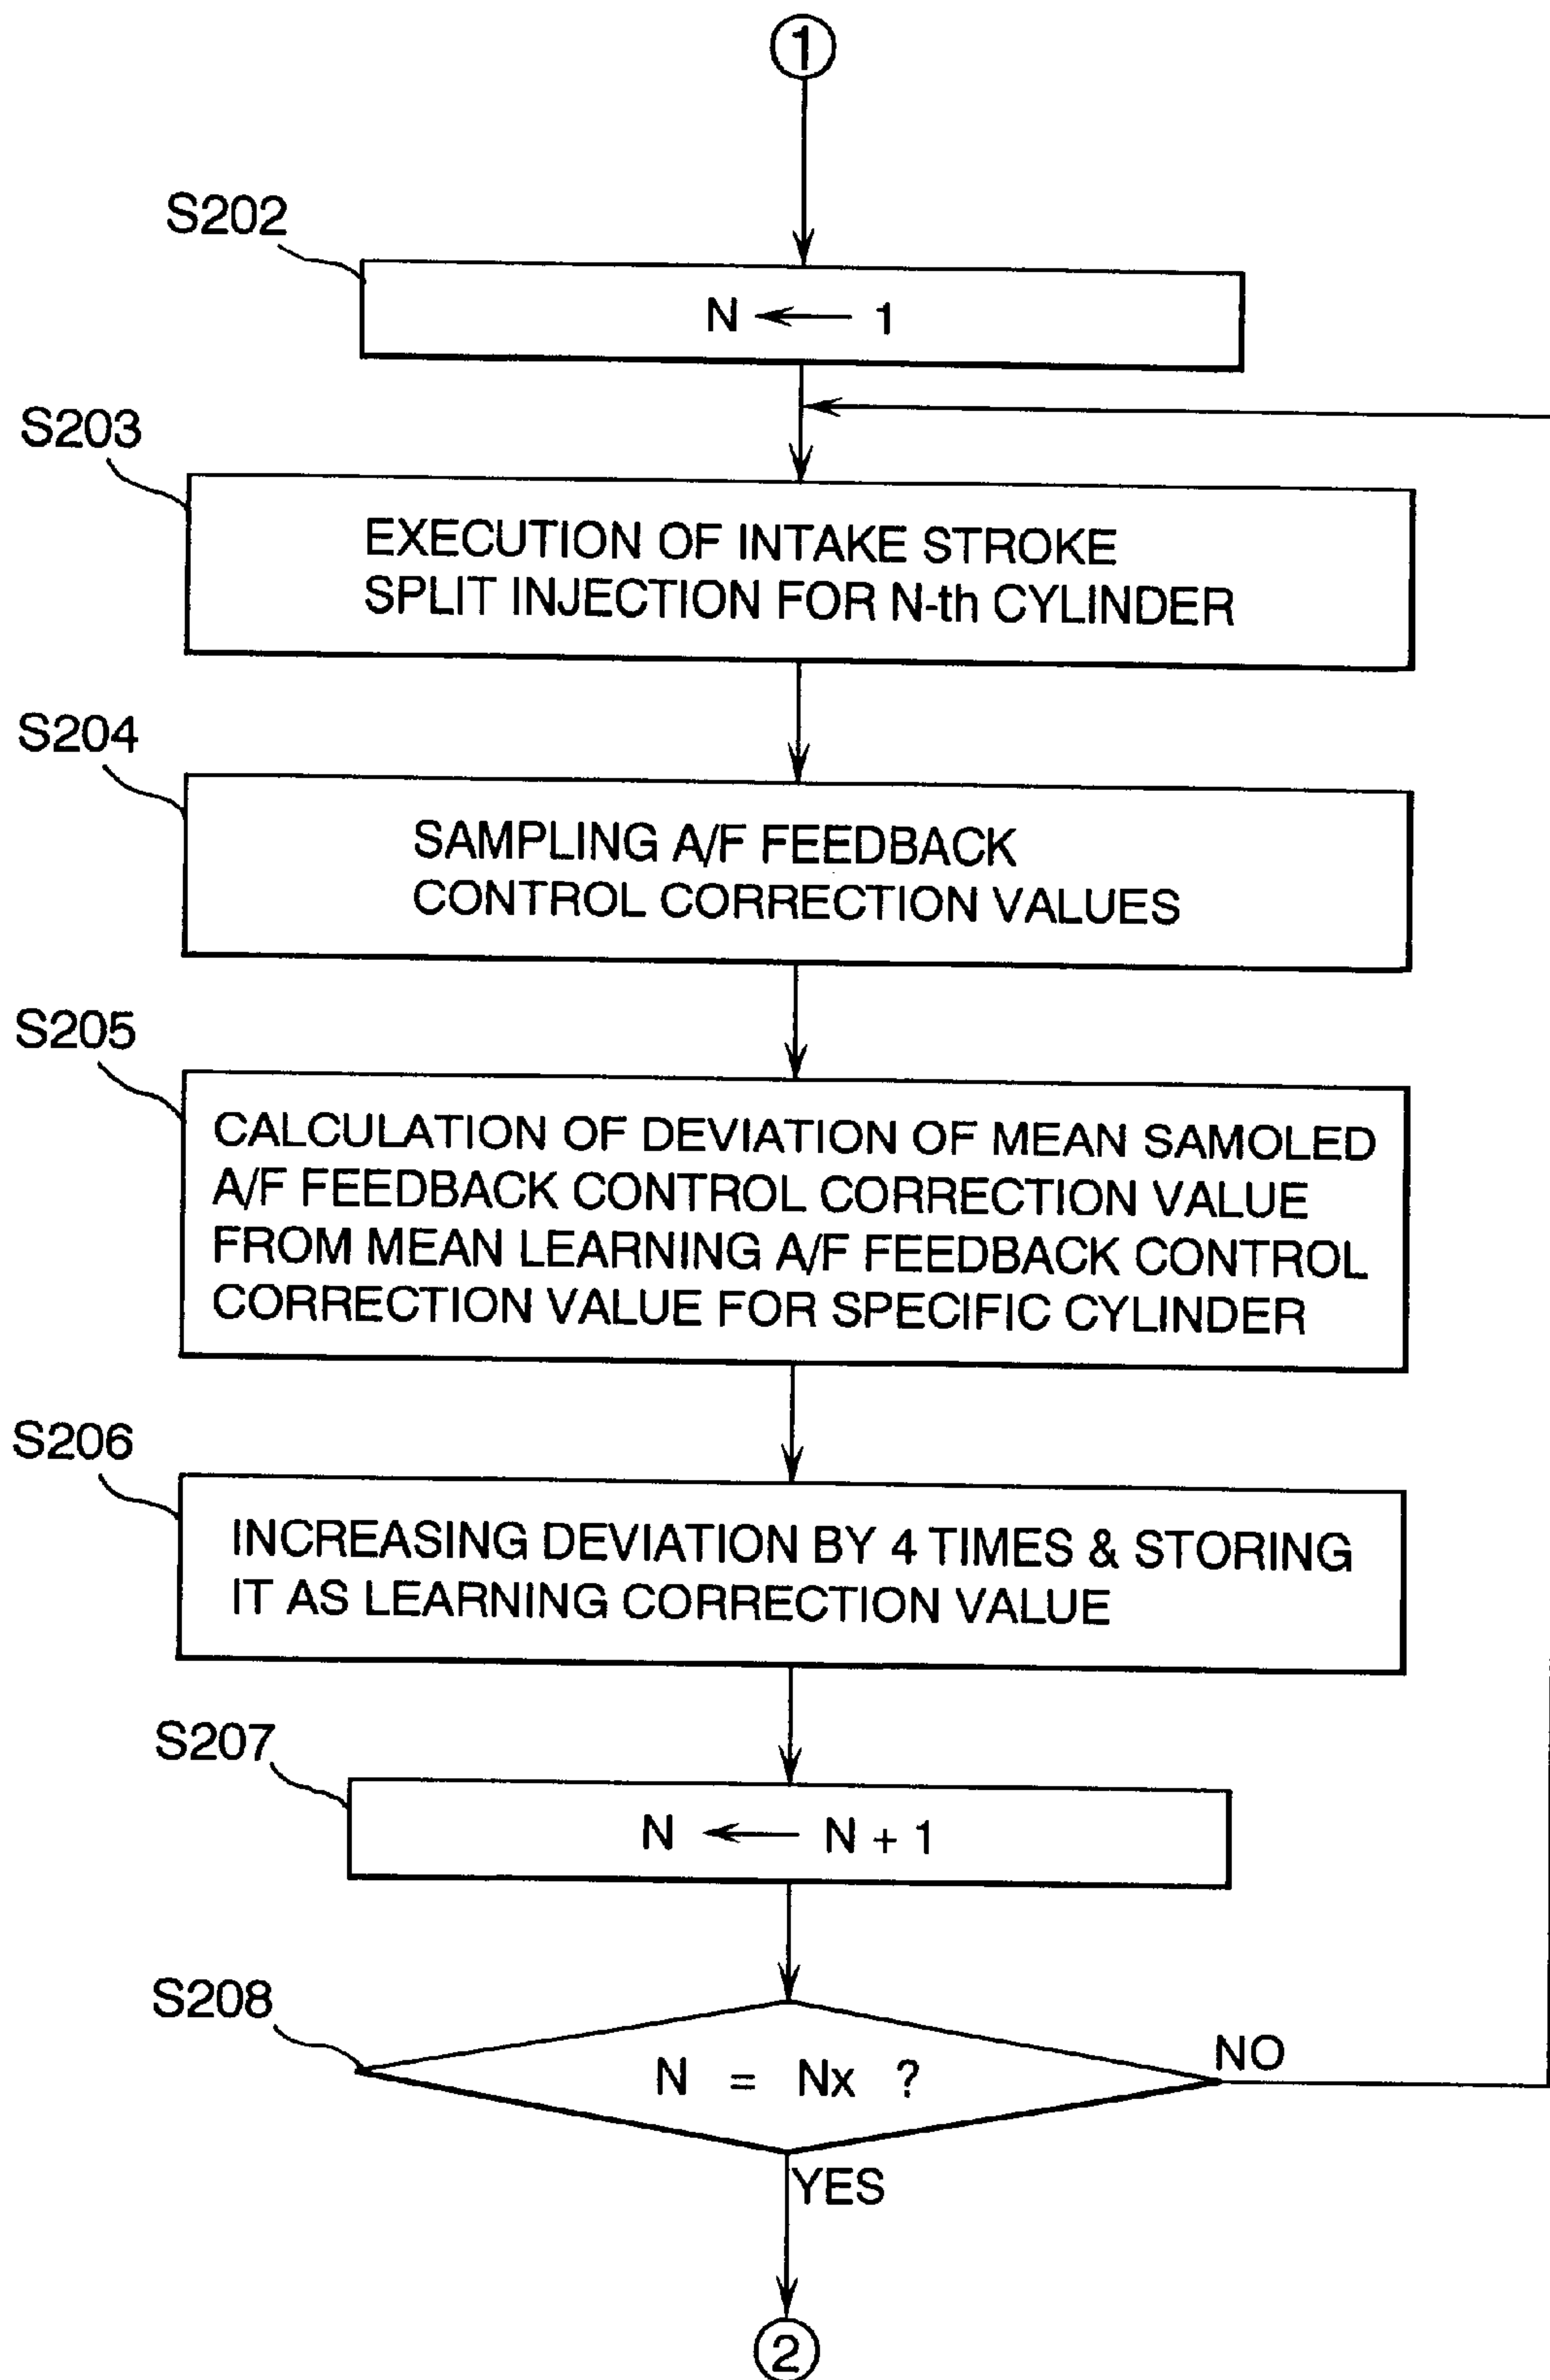 1
S202
N ← 1
S203
EXECUTION OF INTAKE STROKE
SPLIT INJECTION FOR N-th CYLINDER
S204
SAMPLING A/F FEEDBACK
CONTROL CORRECTION VALUES
S205
CALCULATION OF DEVIATION OF MEAN SAMOLED
A/F FEEDBACK CONTROL CORRECTION VALUE
FROM MEAN LEARNING A/F FEEDBACK CONTROL
CORRECTION VALUE FOR SPECIFIC CYLINDER
S206
INCREASING DEVIATION BY 4 TIMES & STORING
IT AS LEARNING CORRECTION VALUE
S207
N ← N + 1
S208
N = Nx ?
NO
YES
2